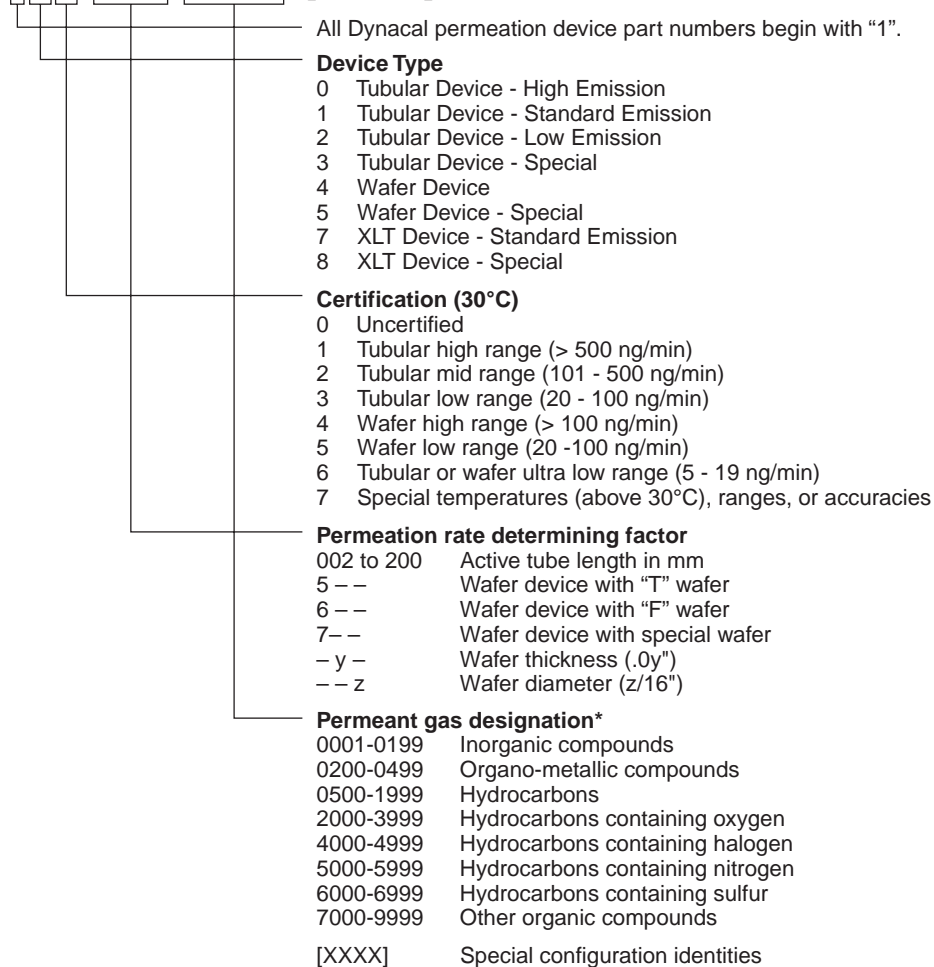 All Dynacal permeation device part numbers begin with “1”.
Device Type
0 Tubular Device - High Emission
1 Tubular Device - Standard Emission
2 Tubular Device - Low Emission
3 Tubular Device - Special
4 Wafer Device
5 Wafer Device - Special
7 XLT Device - Standard Emission
8 XLT Device - Special
Certification (30°C)
0 Uncertified
1 Tubular high range (> 500 ng/min)
2 Tubular mid range (101 - 500 ng/min)
3 Tubular low range (20 - 100 ng/min)
4 Wafer high range (> 100 ng/min)
5 Wafer low range (20 -100 ng/min)
6 Tubular or wafer ultra low range (5 - 19 ng/min)
7 Special temperatures (above 30°C), ranges, or accuracies
Permeation rate determining factor
002 to 200 Active tube length in mm
5 – – Wafer device with “T” wafer
6 – – Wafer device with “F” wafer
7– – Wafer device with special wafer
– y – Wafer thickness (.0y")
– – z Wafer diameter (z/16")
Permeant gas designation*
0001-0199 Inorganic compounds
0200-0499 Organo-metallic compounds
0500-1999 Hydrocarbons
2000-3999 Hydrocarbons containing oxygen
4000-4999 Hydrocarbons containing halogen
5000-5999 Hydrocarbons containing nitrogen
6000-6999 Hydrocarbons containing sulfur
7000-9999 Other organic compounds
[XXXX] Special configuration identities